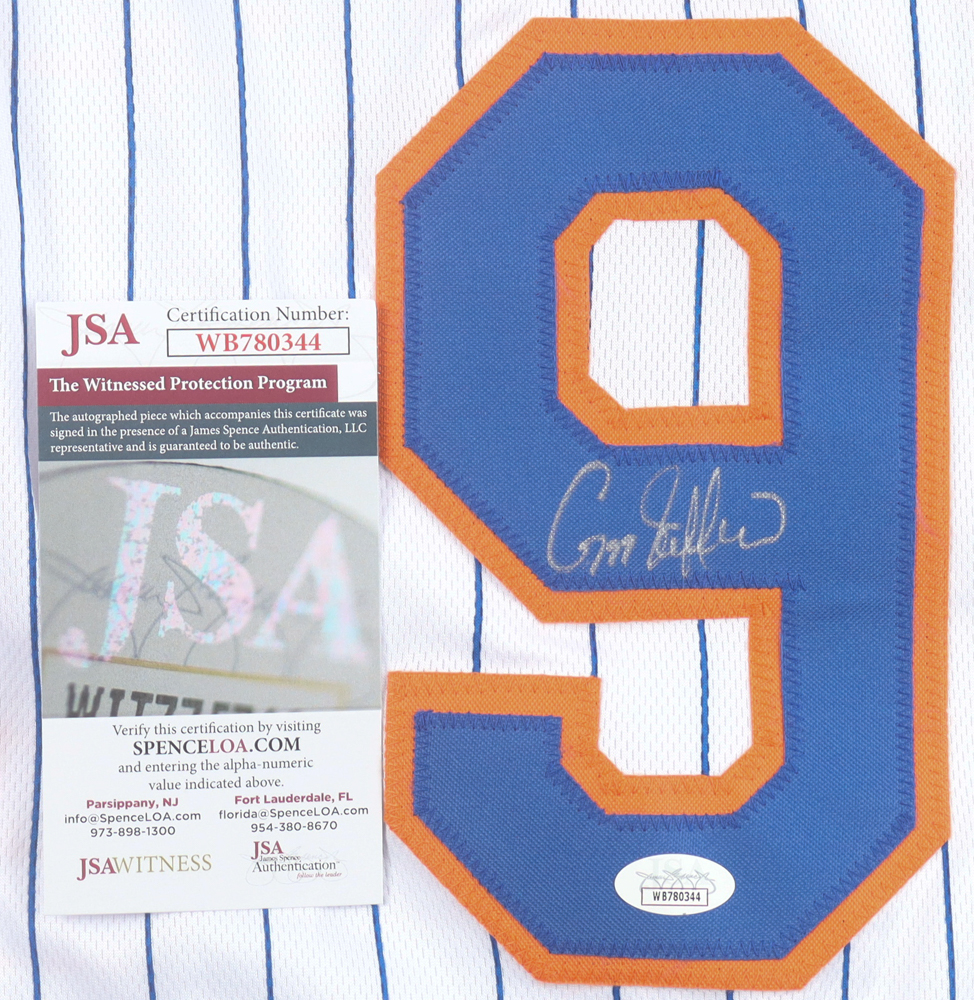 JSA
Certification Number:
WB780344
The Witnessed Protection Program
The autographed piece which accompanies this certificate was
signed in the presence of a James Spence Authentication, LLC
representative and is guaranteed to be authentic.
JSA
Verify this certification by visiting
SPENCELOA.COM
and entering the alpha-numeric
value indicated above.
Parsippany, NJ
info@SpenceLOA.com
973-898-1300
Fort Lauderdale, FL
florida@SpenceLOA.com
954-380-8670
JSAWITNESS
JSA
James Spence
Authentication
follow the leader
9
WB780344